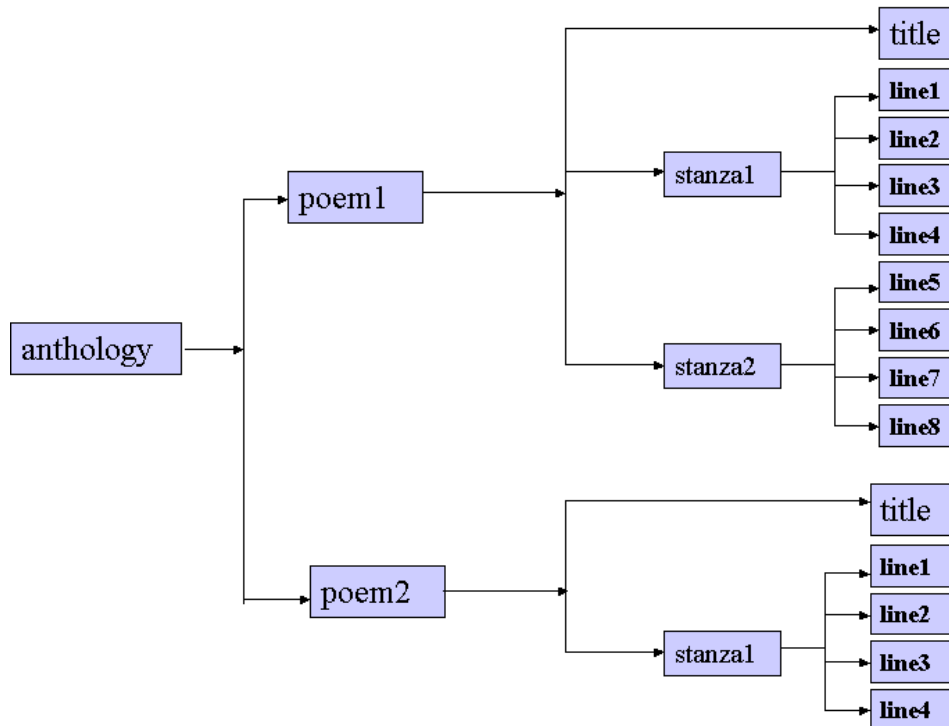 title
line1
line2
stanza1
line3
poem1
line4
line5
anthology
line6
stanza2
line7
line8
title
line1
poem2
line2
stanza1
line3
line4